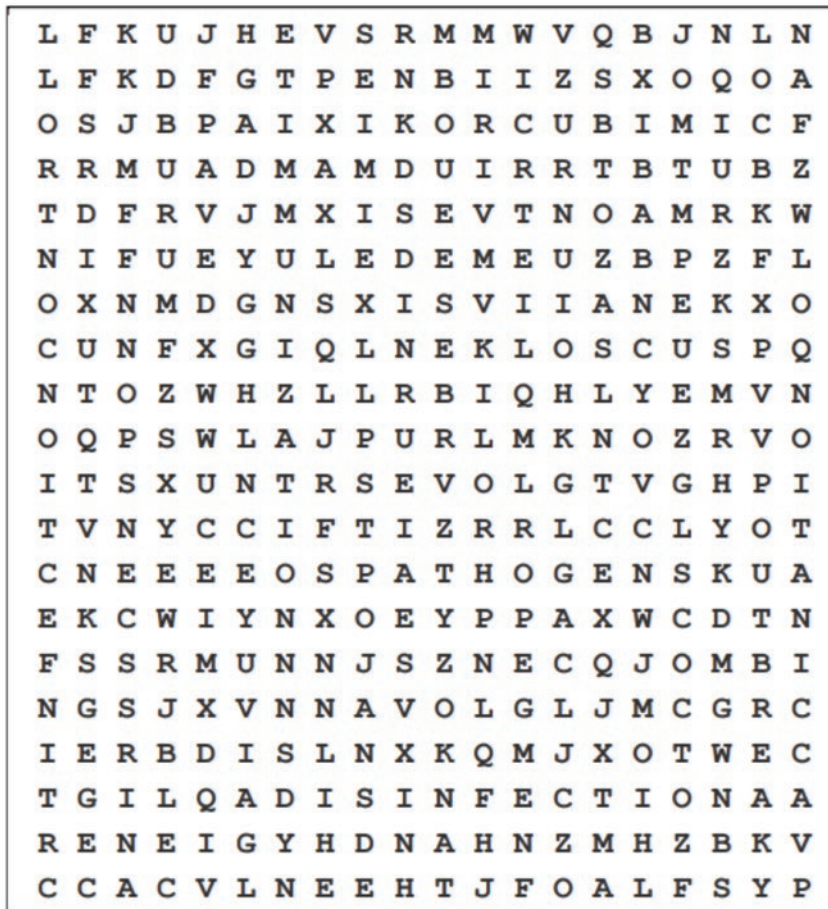 L F K U J H E V S R M M W V Q B J N L N
L F K D F G T P E N B I I Z S X O Q O A
O S J B P A I X I K O R C U B I M I C F
R R M U A D M A M D U I R R T B T U B Z
T D F R V J M X I S E V T N O A M R K W
N I F U E Y U L E D E M E U Z B P Z F L
O X N M D G N S X I S V I I A N E K X O
C U N F X G I Q L N E K L O S C U S P Q
N T O Z W H Z L L R B I Q H L Y E M V N
O Q P S W L A J P U R L M K N O Z R V O
I T S X U N T R S E V O L G T V G H P I
T V N Y C C I F T I Z R R L C C L Y O T
C N E E E E O S P A T H O G E N S K U A
E K C W I Y N X O E Y P P A X W C D T N
F S S R M U N N J S Z N E C Q J O M B I
N G S J X V N N A V O L G L J M C G R C
I E R B D I S L N X K Q M J X O T W E C
T G I L Q A D I S I N F E C T I O N A A
R E N E I G Y H D N A H N Z M H Z B K V
C C A C V L N E E H T J F O A L F S Y P